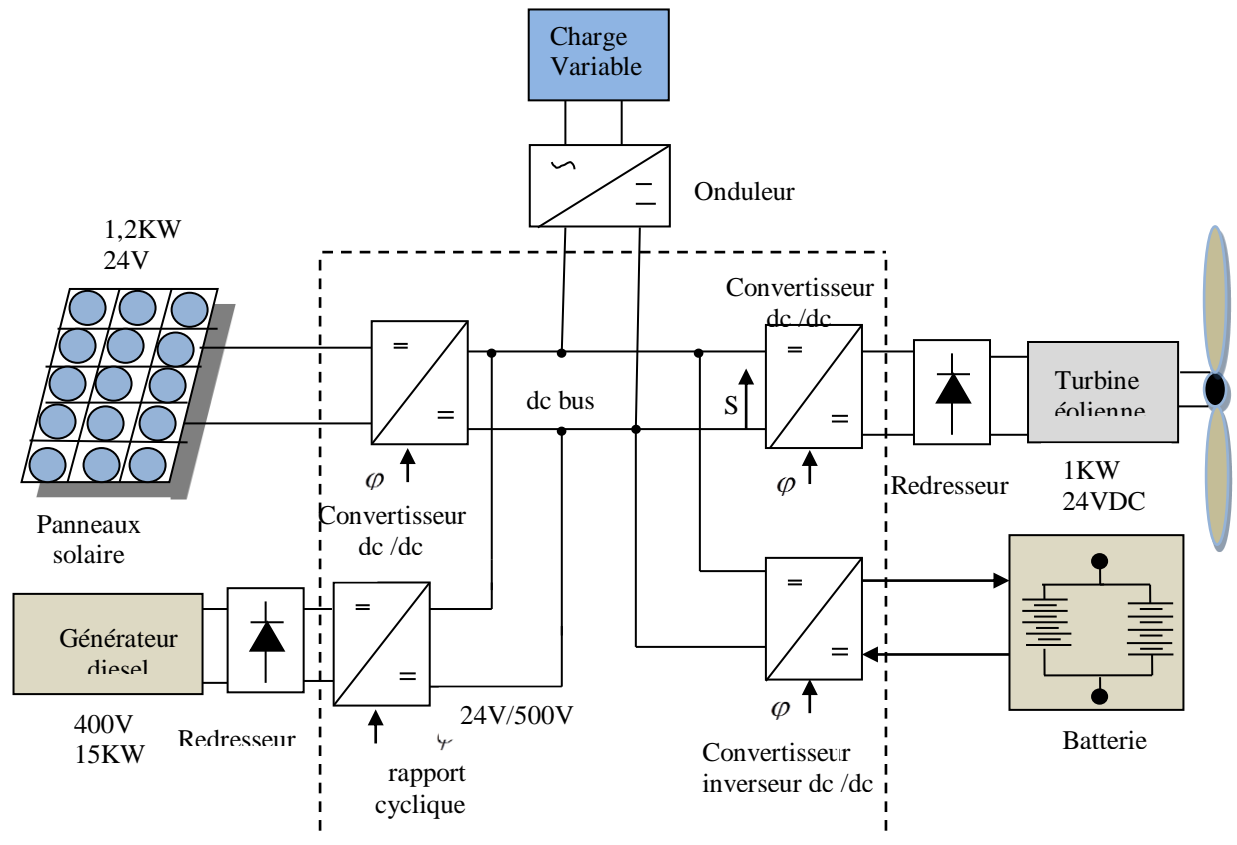 Charge
Variable
Onduleur
1,2KW
24V
Convertisseur
dc /dc
dc bus
S
Turbine
éolienne
φ
φ
Redresseur
1KW
24VDC
Convertisseur
dc /dc
Panneaux
solaire
Générateur
diesel
24V/500V
φ
400V
15KW
Redresseur
rapport
cyclique
φ
Convertisseur
inverseur dc /dc
Batterie